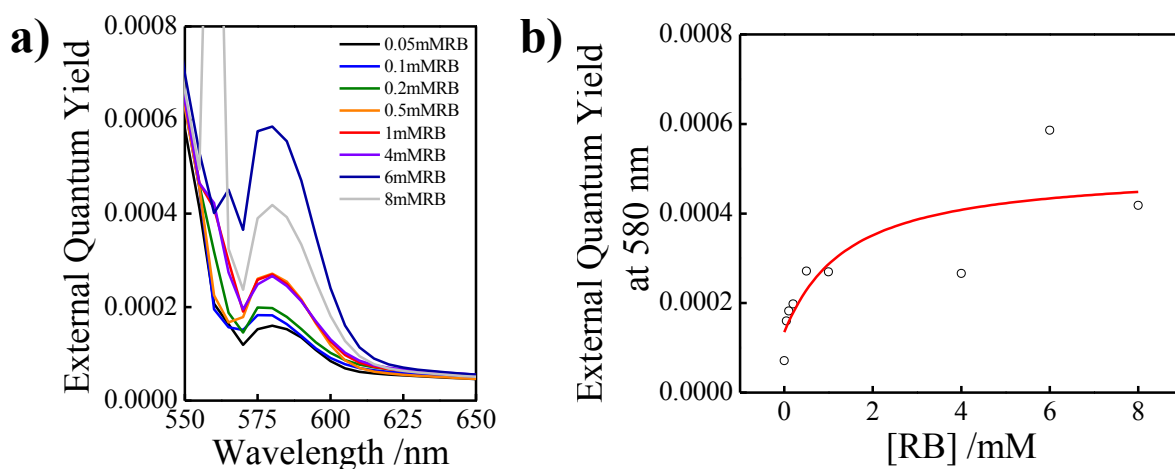 a)
External Quantum Yield
0.0008
0.0006
0.0004
0.0002
0.0000
550 575 600 625 650
Wavelength /nm
0.05mMRB
0.1mMRB
0.2mMRB
0.5mMRB
1mMRB
4mMRB
6mMRB
8mMRB
b)
External Quantum Yield
at 580 nm
0.0008
0.0006
0.0004
0.0002
0.0000
0 2 4 6 8
[RB] /mM